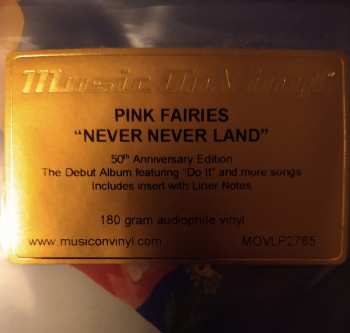 Music On Vinyl
PINK FAIRIES
"NEVER NEVER LAND"
50th Anniversary Edition
The Debut Album featuring "Do It" and more songs
Includes insert with Liner Notes
180 gram audiophile vinyl
www.musiconvinyl.com MOVLP2785